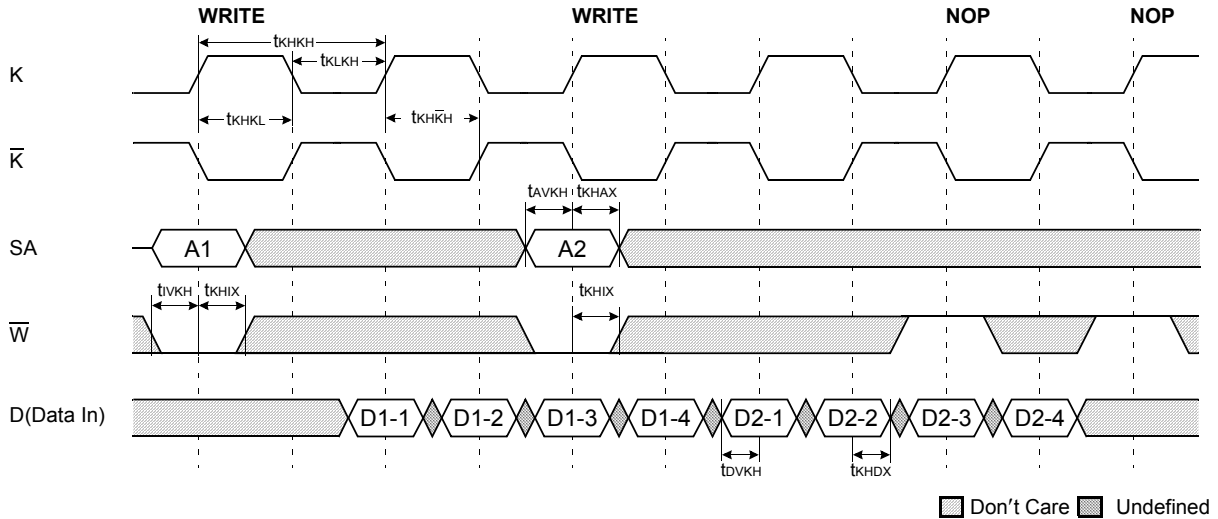 WRITE WRITE NOP NOP
tKHKH
tKLKH
K
tKHKL tKHK̅H
K̅
tAVKH tKHAX
SA A1 A2
tIVKH tKHIX tKHIX
W̅
D(Data In) D1-1 D1-2 D1-3 D1-4 D2-1 D2-2 D2-3 D2-4
tDVKH tKHDX
Don't Care Undefined